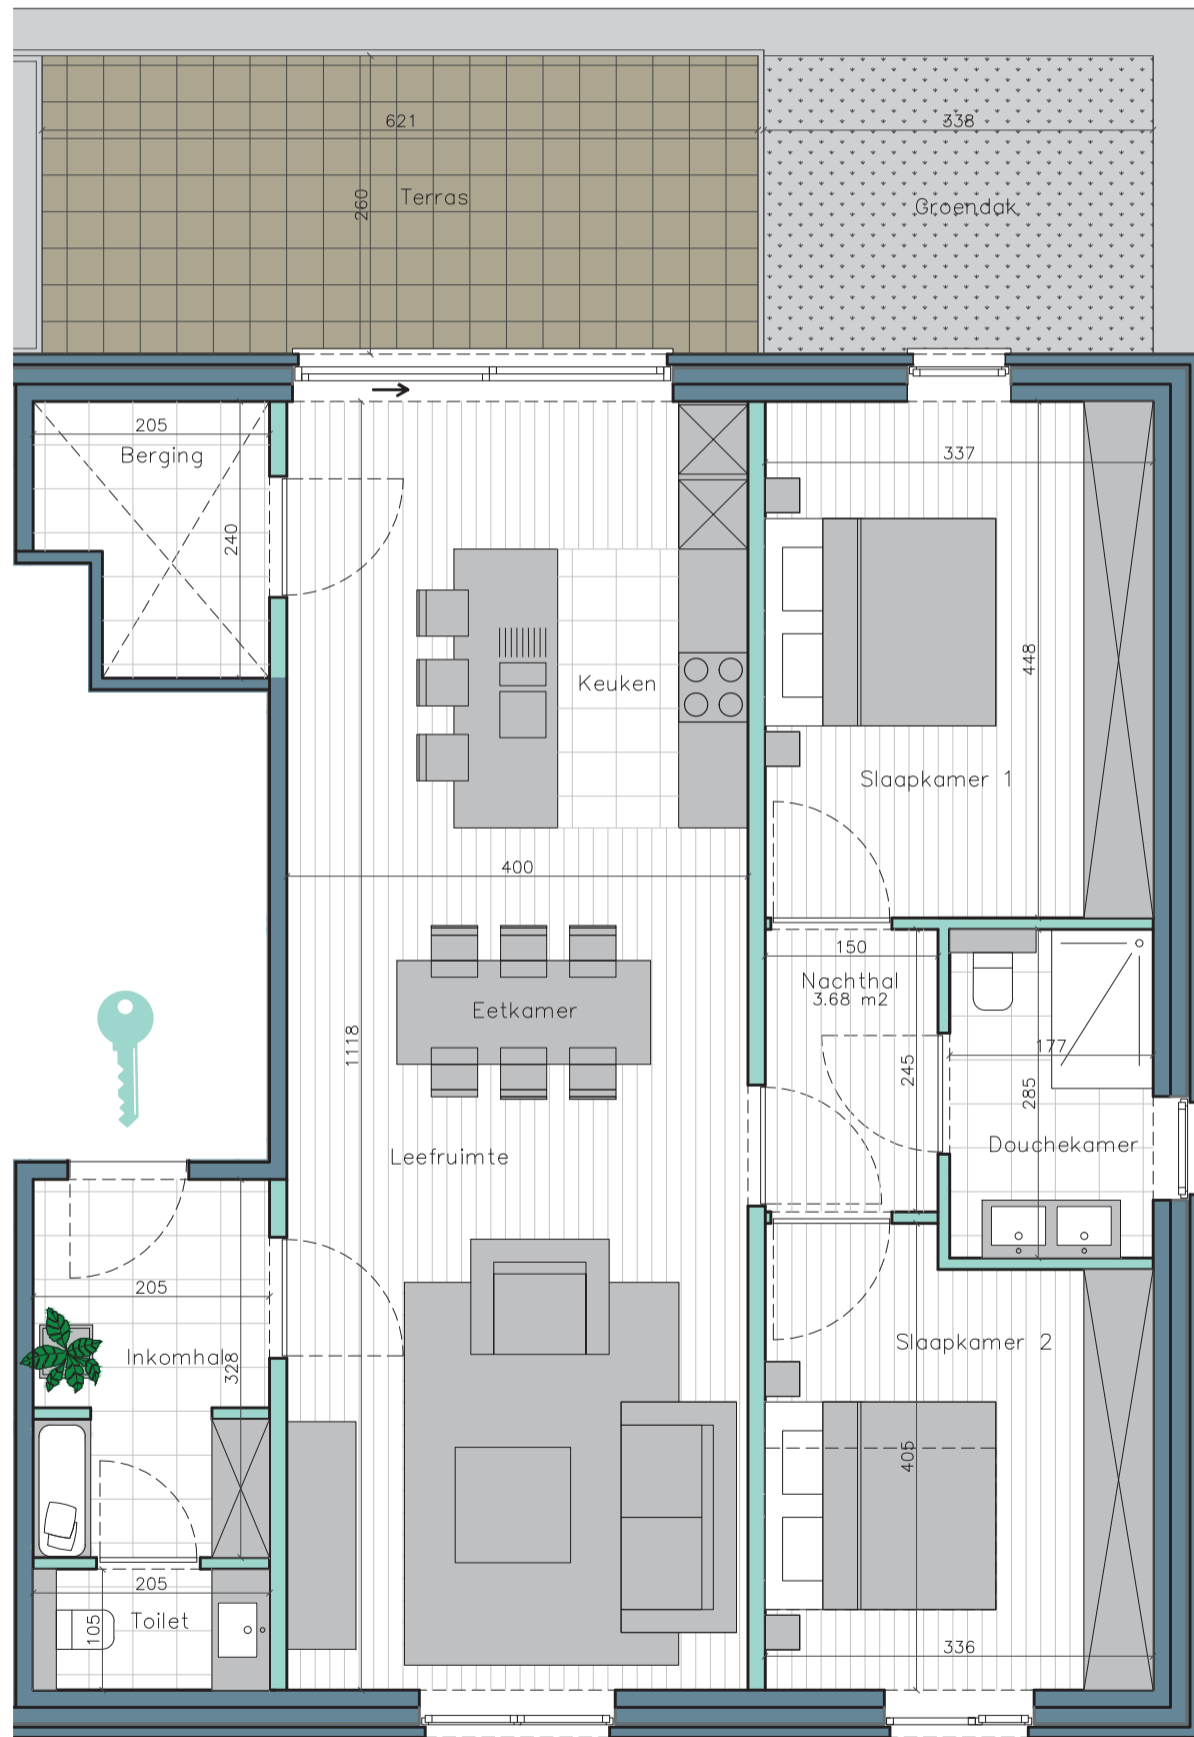 621
338
260
Terras
Groendak
205
Berging
337
240
448
Keuken
Slaapkamer 1
400
150
Nachthal
3.68 m2
Eetkamer
1118
245
177
285
Douchekamer
Leefruimte
205
Inkomhal
328
Slaapkamer 2
405
205
Toilet
105
336